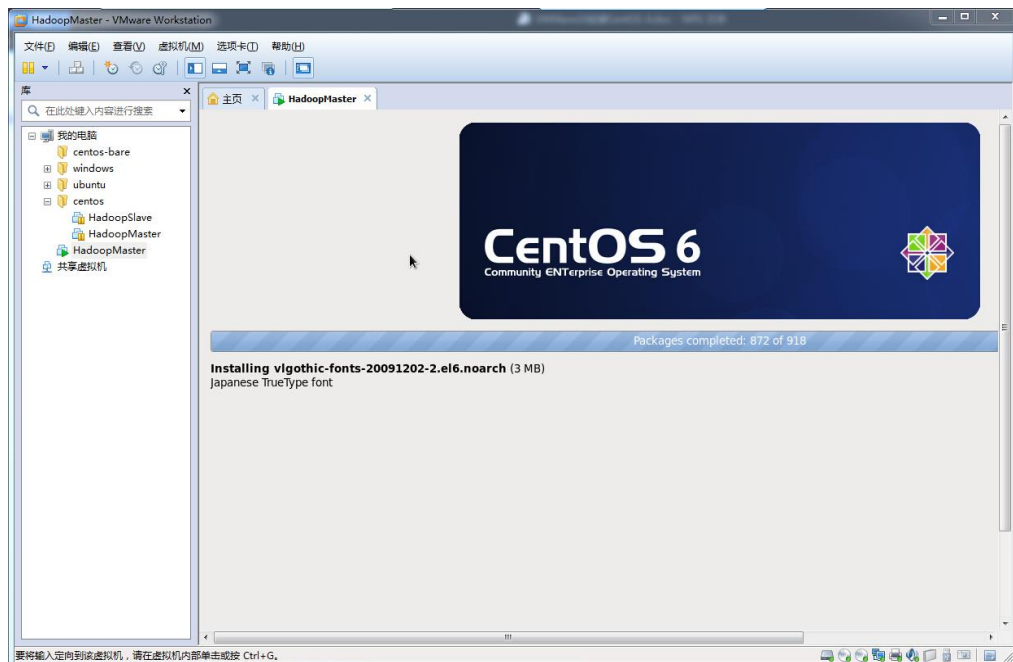 HadoopMaster - VMware Workstation
文件(F) 编辑(E) 查看(V) 虚拟机(M) 选项卡(T) 帮助(H)
库
在此处键入内容进行搜索
我的电脑
centos-bare
windows
ubuntu
centos
HadoopSlave
HadoopMaster
HadoopMaster
共享虚拟机
主页 HadoopMaster
CentOS 6
Community ENTerprise Operating System
Packages completed: 872 of 918
Installing vlgothic-fonts-20091202-2.el6.noarch (3 MB)
Japanese TrueType font
要将输入定向到该虚拟机，请在虚拟机内部单击或按 Ctrl+G。